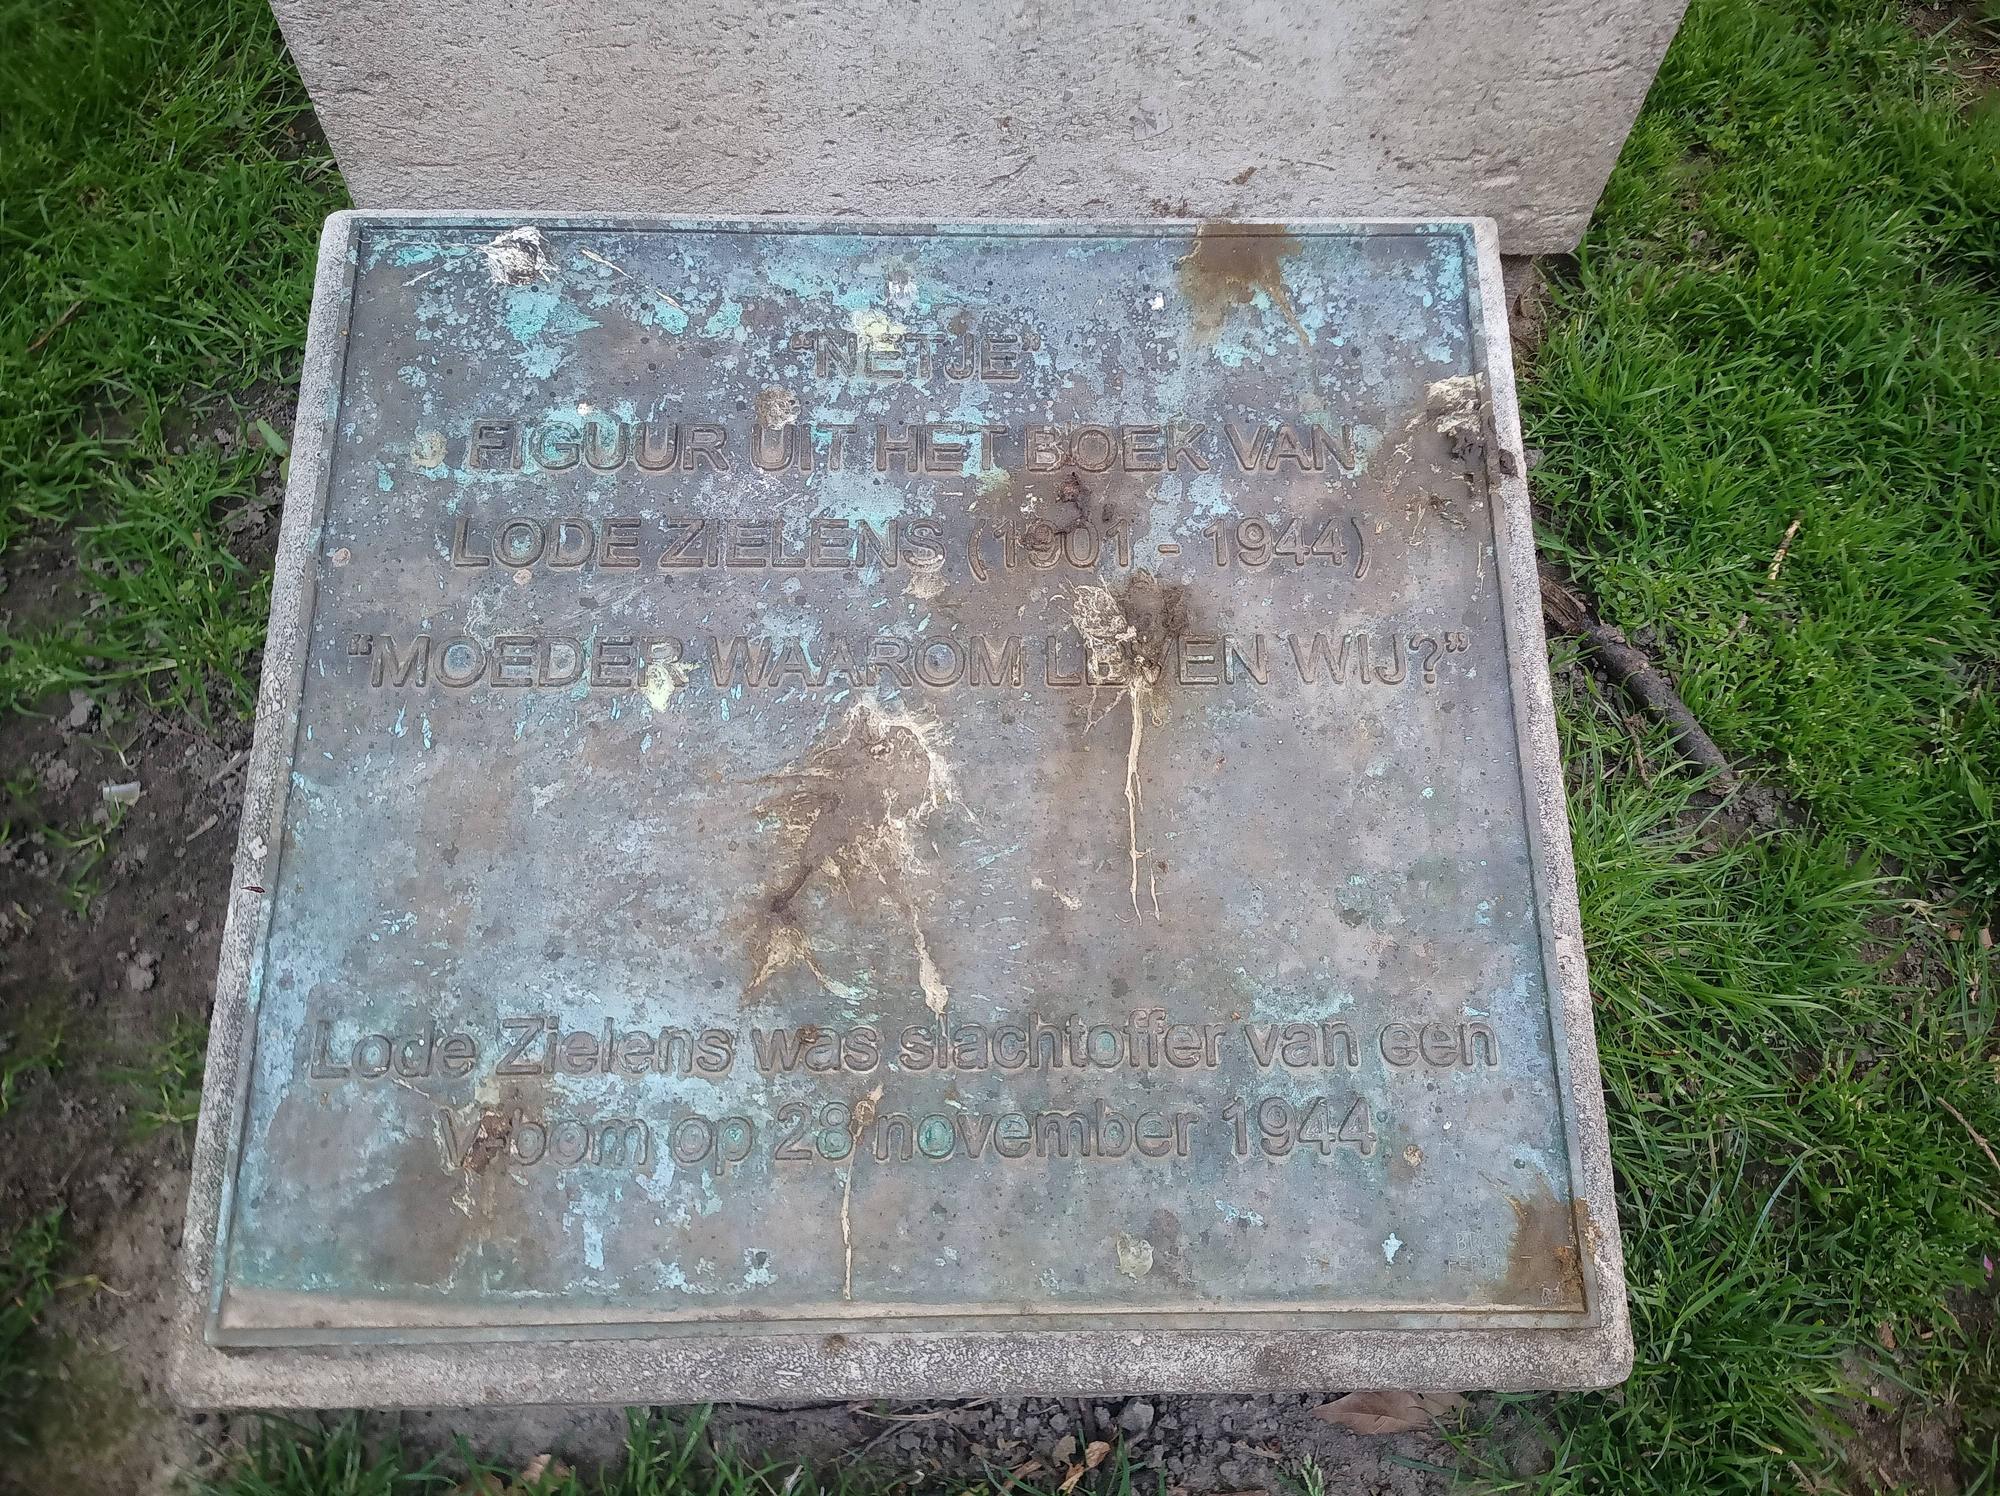 “NETJE”
FIGUUR UIT HET BOEK VAN
LODE ZIELENS (1901 - 1944)
“MOEDER WAAROM LEVEN WIJ?”
Lode Zielens was slachtoffer van een
V-bom op 28 november 1944